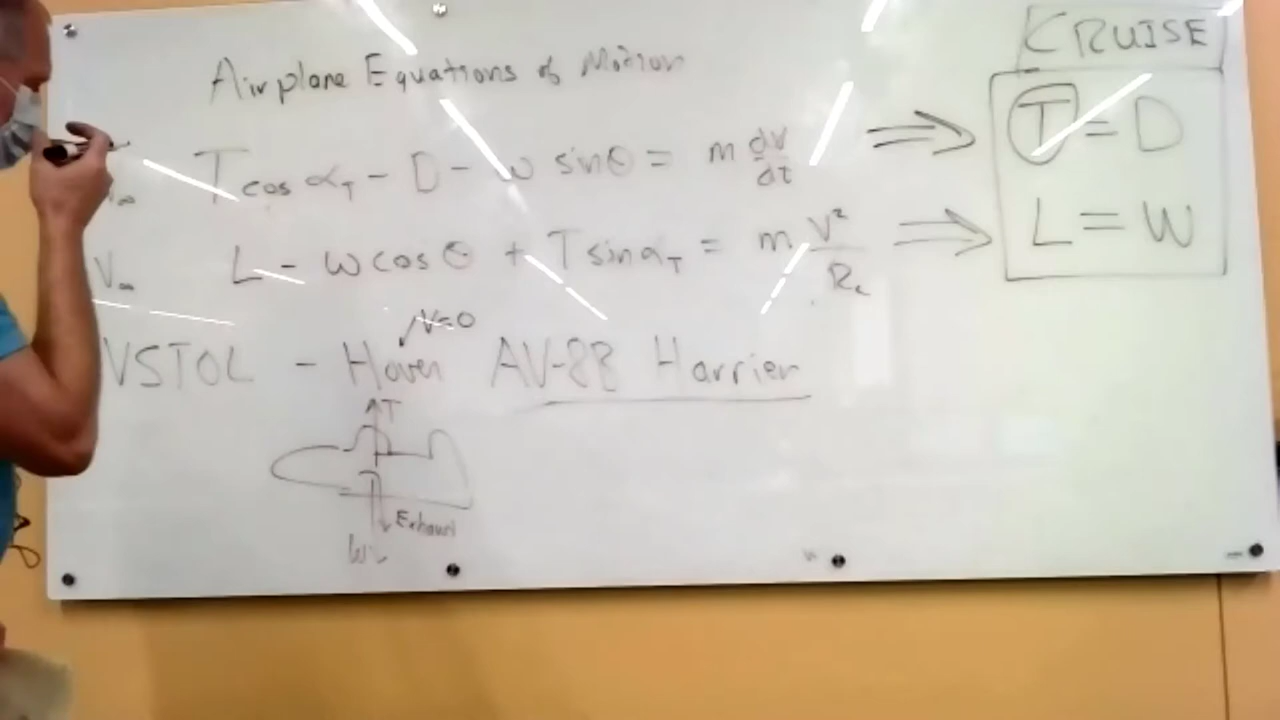 CRUISE
Airplane Equations of Motion
T cos α_T - D - w sinθ = m dV/dt ⇒ T = D
V∞ L - w cos θ + T sin α_T = m V²/R_c ⇒ L = W
V=0
VSTOL - Hover AV-8B Harrier
T
Exhaust